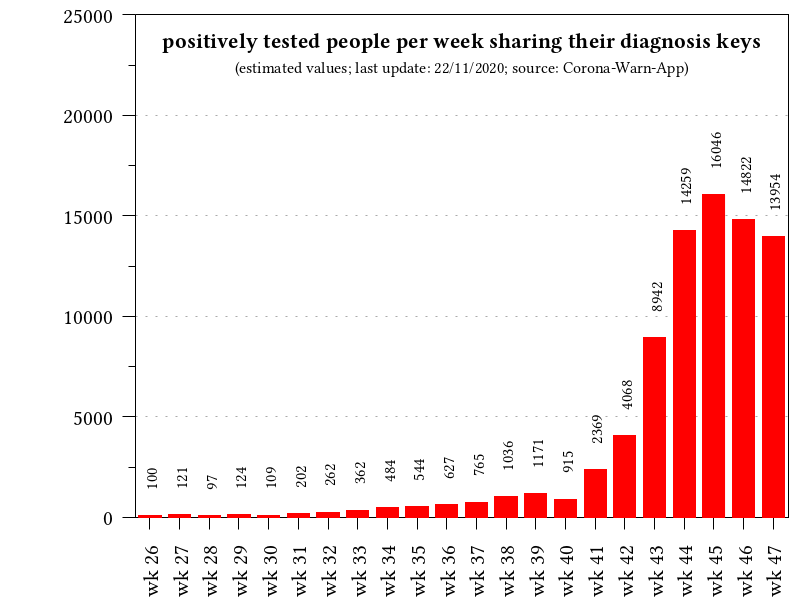 positively tested people per week sharing their diagnosis keys
(estimated values; last update: 22/11/2020; source: Corona-Warn-App)
25000
20000
15000
10000
5000
0
100
121
97
124
109
202
262
362
484
544
627
765
1036
1171
915
2369
4068
8942
14259
16046
14822
13954
wk 26
wk 27
wk 28
wk 29
wk 30
wk 31
wk 32
wk 33
wk 34
wk 35
wk 36
wk 37
wk 38
wk 39
wk 40
wk 41
wk 42
wk 43
wk 44
wk 45
wk 46
wk 47